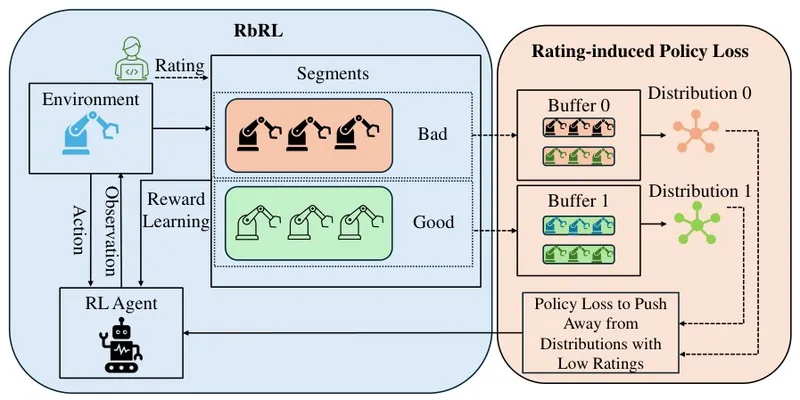 RbRL
Rating-induced Policy Loss
Rating
Segments
Environment
Buffer 0
Distribution 0
Bad
Action
Observation
Reward
Learning
Good
Buffer 1
Distribution 1
RL Agent
Policy Loss to Push
Away from
Distributions with
Low Ratings